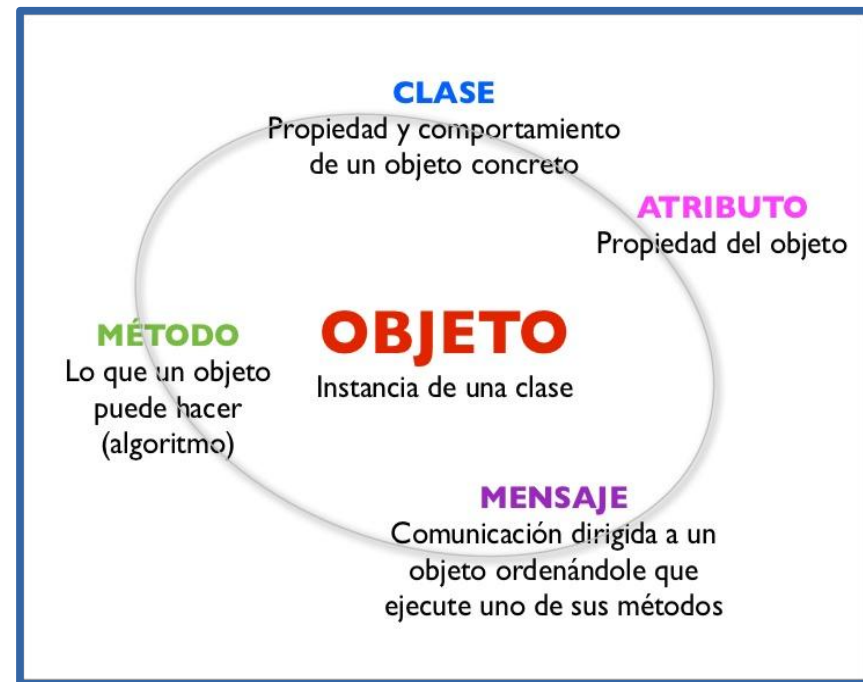 CLASE
Propiedad y comportamiento
de un objeto concreto
ATRIBUTO
Propiedad del objeto
MÉTODO
Lo que un objeto
puede hacer
(algoritmo)
OBJETO
Instancia de una clase
MENSAJE
Comunicación dirigida a un
objeto ordenándole que
ejecute uno de sus métodos